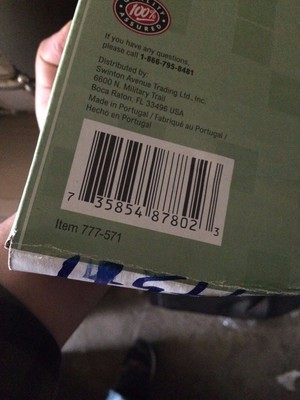 100%
ASSURED
If you have any questions,
please call 1-866-795-8481
Distributed by:
Swinton Avenue Trading Ltd., Inc.
6600 N. Military Trail
Boca Raton, FL 33496 USA
Made in Portugal / Fabriqué au Portugal /
Hecho en Portugal
7 35854 87802 3
Item 777-571